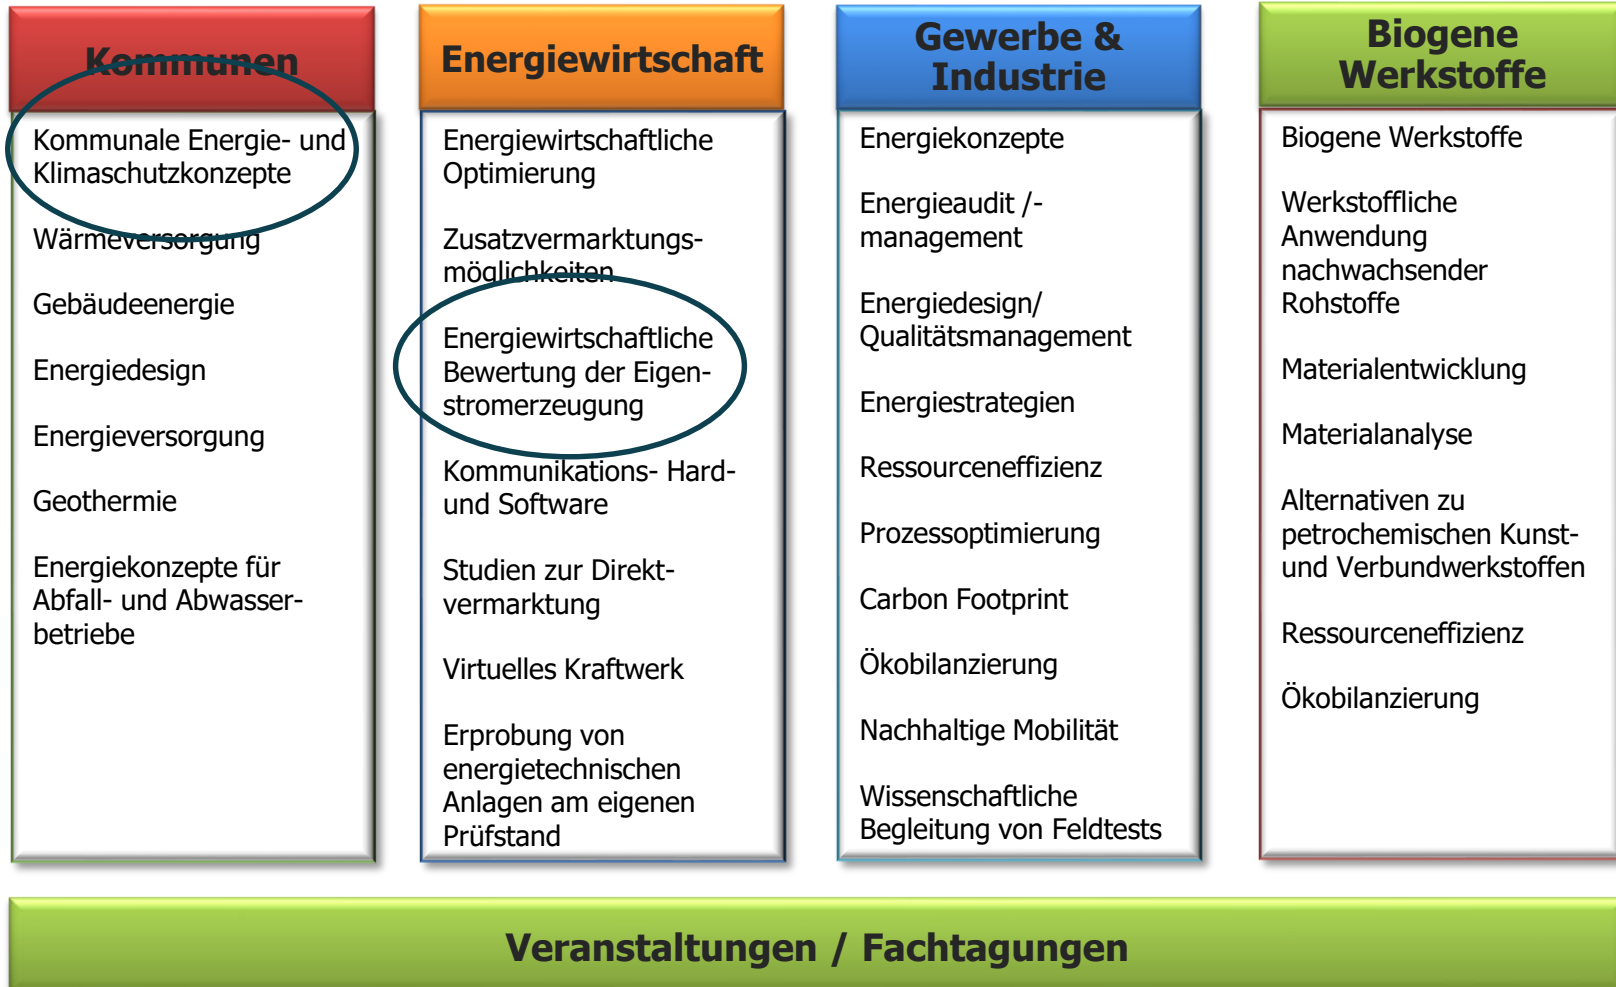 Kommunen
Kommunale Energie- und
Klimaschutzkonzepte
Wärmeversorgung
Gebäudeenergie
Energiedesign
Energieversorgung
Geothermie
Energiekonzepte für
Abfall- und Abwasser-
betriebe
Energiewirtschaft
Energiewirtschaftliche
Optimierung
Zusatzvermarktungs-
möglichkeiten
Energiewirtschaftliche
Bewertung der Eigen-
stromerzeugung
Kommunikations- Hard-
und Software
Studien zur Direkt-
vermarktung
Virtuelles Kraftwerk
Erprobung von
energietechnischen
Anlagen am eigenen
Prüfstand
Gewerbe &
Industrie
Energiekonzepte
Energieaudit /-
management
Energiedesign/
Qualitätsmanagement
Energiestrategien
Ressourceneffizienz
Prozessoptimierung
Carbon Footprint
Ökobilanzierung
Nachhaltige Mobilität
Wissenschaftliche
Begleitung von Feldtests
Biogene
Werkstoffe
Biogene Werkstoffe
Werkstoffliche
Anwendung
nachwachsender
Rohstoffe
Materialentwicklung
Materialanalyse
Alternativen zu
petrochemischen Kunst-
und Verbundwerkstoffen
Ressourceneffizienz
Ökobilanzierung
Veranstaltungen / Fachtagungen